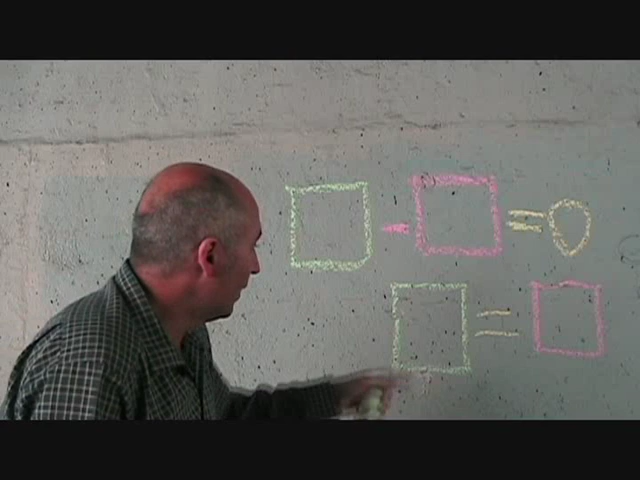 □ - □ = 0
□ = □